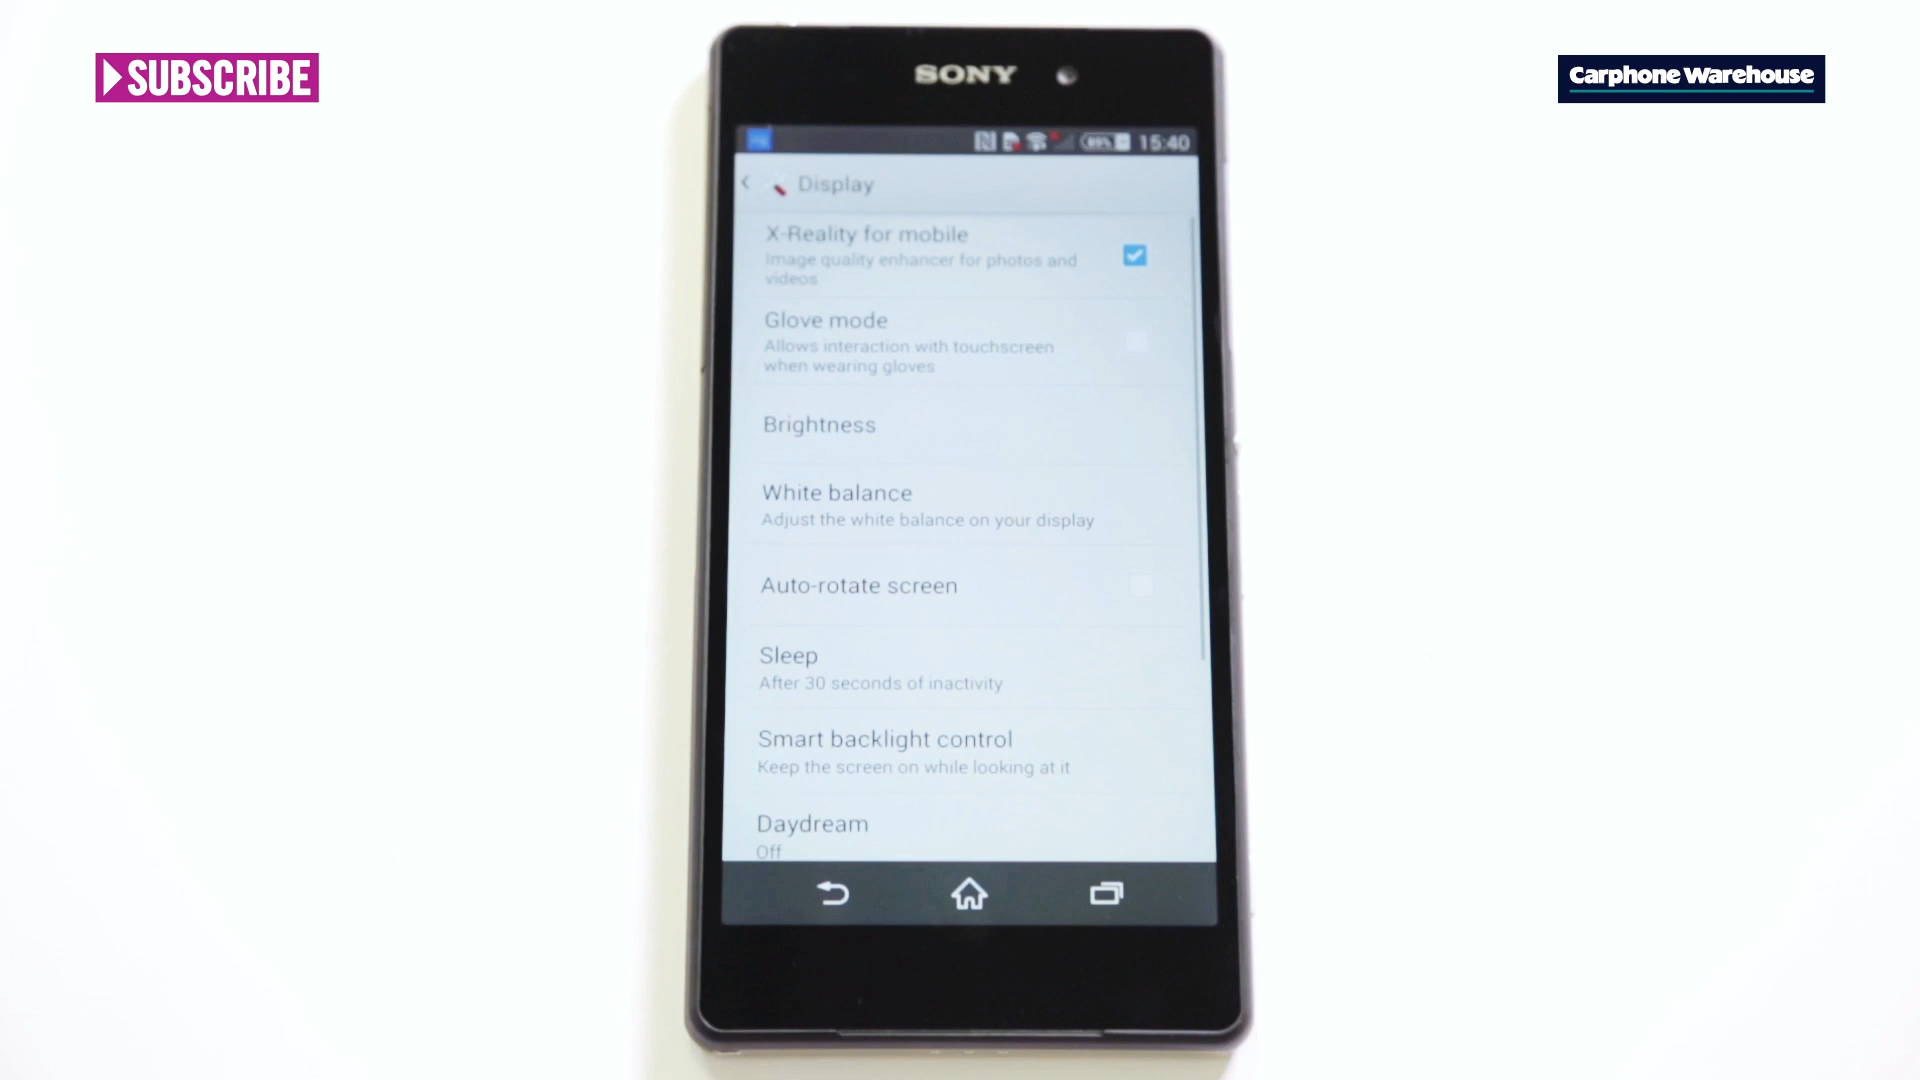 SUBSCRIBE
Carphone Warehouse
SONY
89%
15:40
Display
X-Reality for mobile
Image quality enhancer for photos and
videos
Glove mode
Allows interaction with touchscreen
when wearing gloves
Brightness
White balance
Adjust the white balance on your display
Auto-rotate screen
Sleep
After 30 seconds of inactivity
Smart backlight control
Keep the screen on while looking at it
Daydream
Off